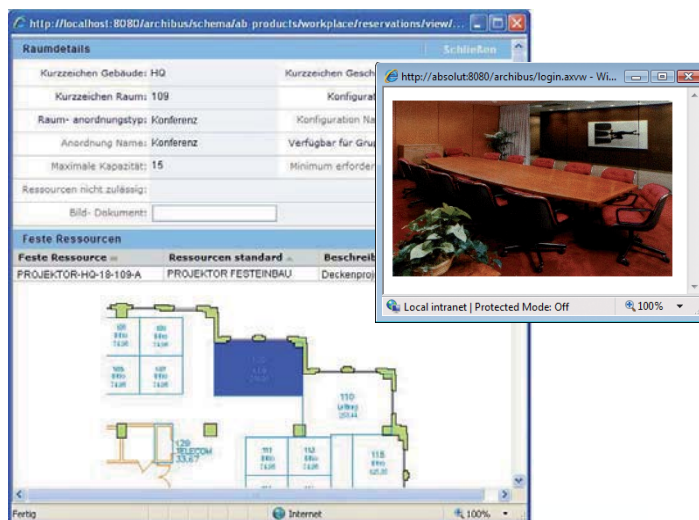 http://localhost:8080/archibus/schema/ab products/workplace/reservations/view/...
Raumdetails
Schließen
Kurzzeichen Gebäude: HQ
Kurzzeichen Gesch
Kurzzeichen Raum: 109
Konfigurat
Raum- anordnungstyp: Konferenz
Konfiguration Na
Anordnung Name: Konferenz
Verfügbar für Gru
Maximale Kapazität: 15
Minimum erforder
Ressourcen nicht zulässig:
Bild- Dokument:
Feste Ressourcen
Feste Ressource
Ressourcen standard
Beschreib
PROJEKTOR-HQ-18-109-A
PROJEKTOR FESTEINBAU
Deckenproj
110
129
TELECOM
33.67
Fertig
Internet
100%
http://absolut:8080/archibus/login.axvw - Wi...
Local intranet | Protected Mode: Off
100%